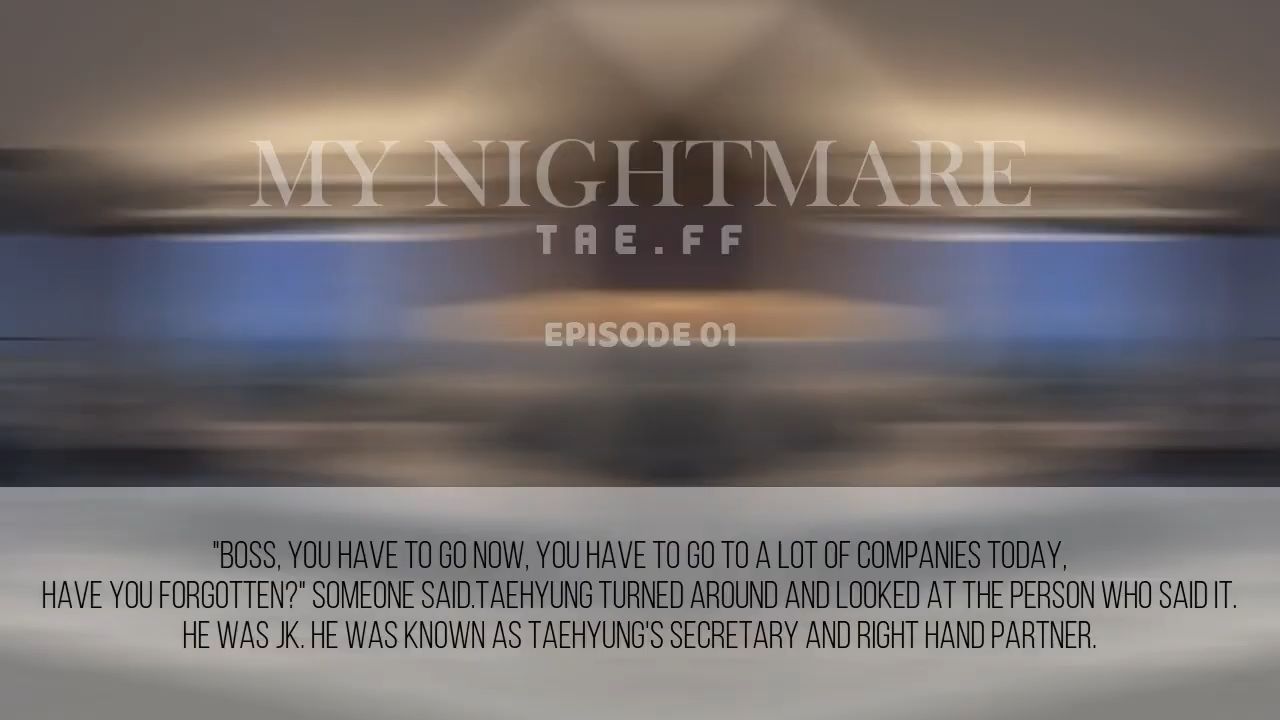 MY NIGHTMARE
TAE.FF
EPISODE 01
"BOSS, YOU HAVE TO GO NOW, YOU HAVE TO GO TO A LOT OF COMPANIES TODAY,
HAVE YOU FORGOTTEN?" SOMEONE SAID.TAEHYUNG TURNED AROUND AND LOOKED AT THE PERSON WHO SAID IT.
HE WAS JK. HE WAS KNOWN AS TAEHYUNG'S SECRETARY AND RIGHT HAND PARTNER.